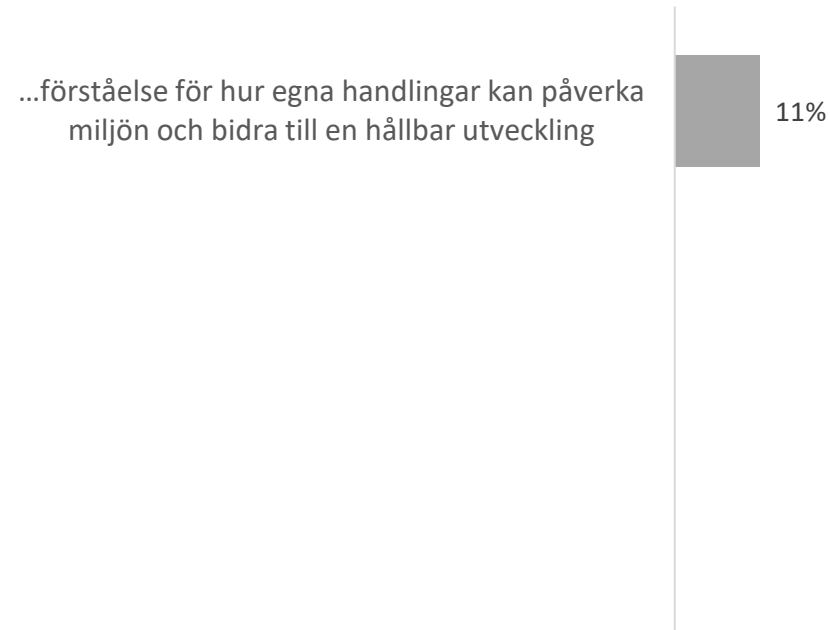 …förståelse för hur egna handlingar kan påverka
miljön och bidra till en hållbar utveckling
11%